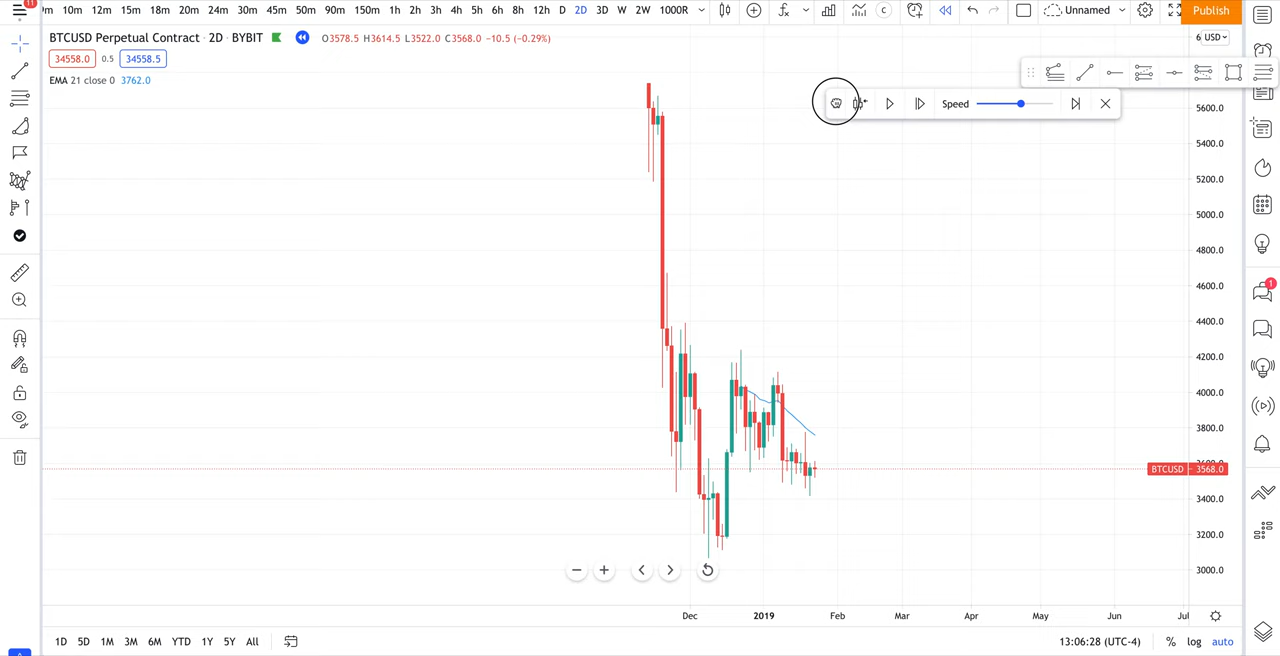 11
m 10m 12m 15m 18m 20m 24m 30m 45m 50m 90m 150m 1h 2h 3h 4h 5h 6h 8h 12h D 2D 3D W 2W 1000R C Unnamed Publish
BTCUSD Perpetual Contract · 2D · BYBIT O3578.5 H3614.5 L3522.0 C3568.0 −10.5 (−0.29%)
6 USD
34558.0 0.5 34558.5
EMA 21 close 0 3762.0
Speed
5600.0
5400.0
5200.0
5000.0
4800.0
4600.0
1
4400.0
4200.0
4000.0
3800.0
BTCUSD 3568.0
3400.0
3200.0
3000.0
Dec 2019 Feb Mar Apr May Jun Jul
1D 5D 1M 3M 6M YTD 1Y 5Y All 13:06:28 (UTC-4) % log auto